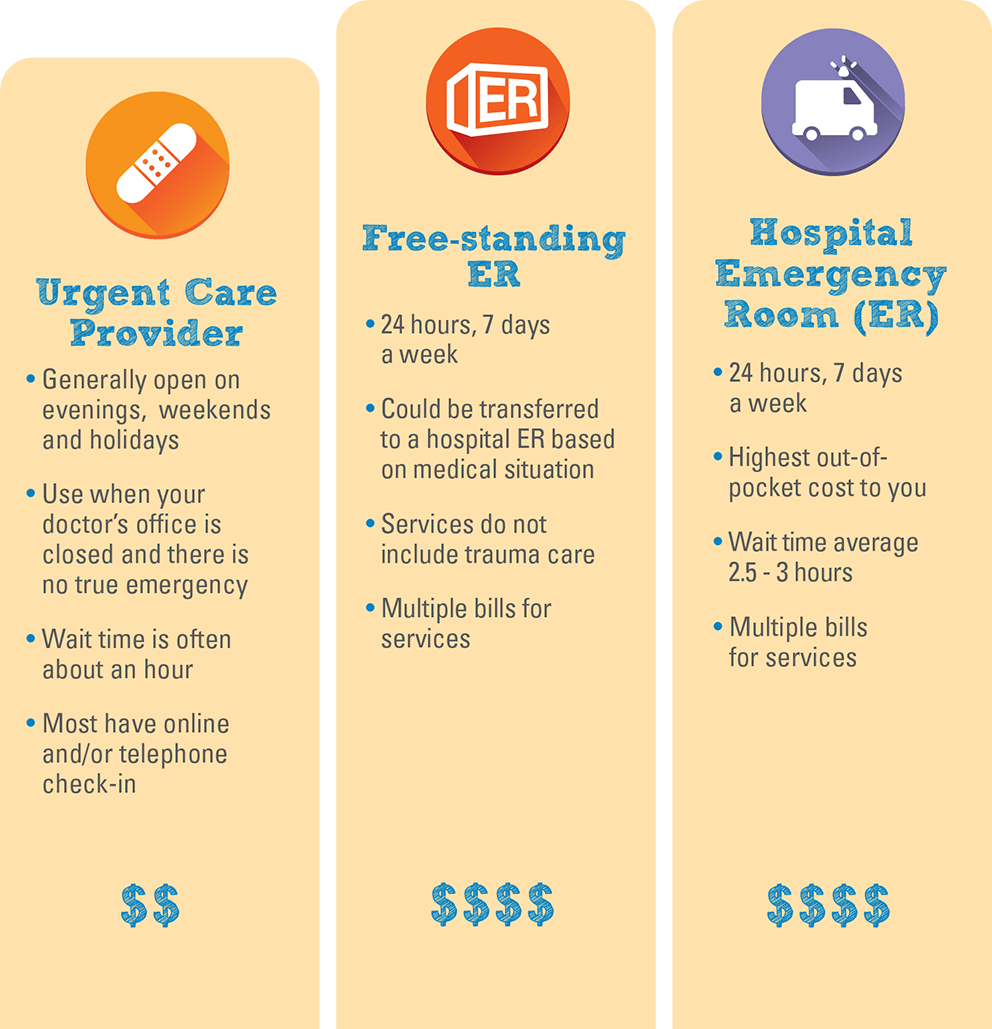 Urgent Care
Provider
• Generally open on
evenings, weekends
and holidays
• Use when your
doctor's office is
closed and there is
no true emergency
• Wait time is often
about an hour
• Most have online
and/or telephone
check-in
$$
ER
Free-standing
ER
• 24 hours, 7 days
a week
• Could be transferred
to a hospital ER based
on medical situation
• Services do not
include trauma care
• Multiple bills for
services
$$$$
Hospital
Emergency
Room (ER)
• 24 hours, 7 days
a week
• Highest out-of-
pocket cost to you
• Wait time average
2.5 - 3 hours
• Multiple bills
for services
$$$$